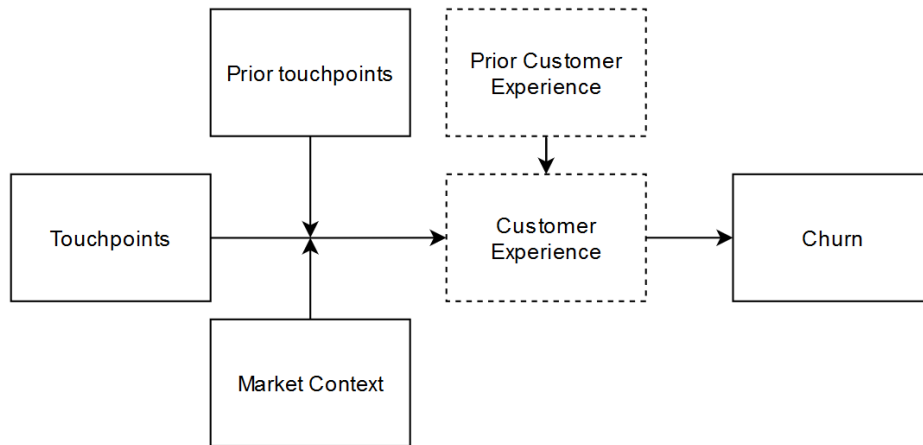 Prior touchpoints
Prior Customer
Experience
Touchpoints
Customer
Experience
Churn
Market Context